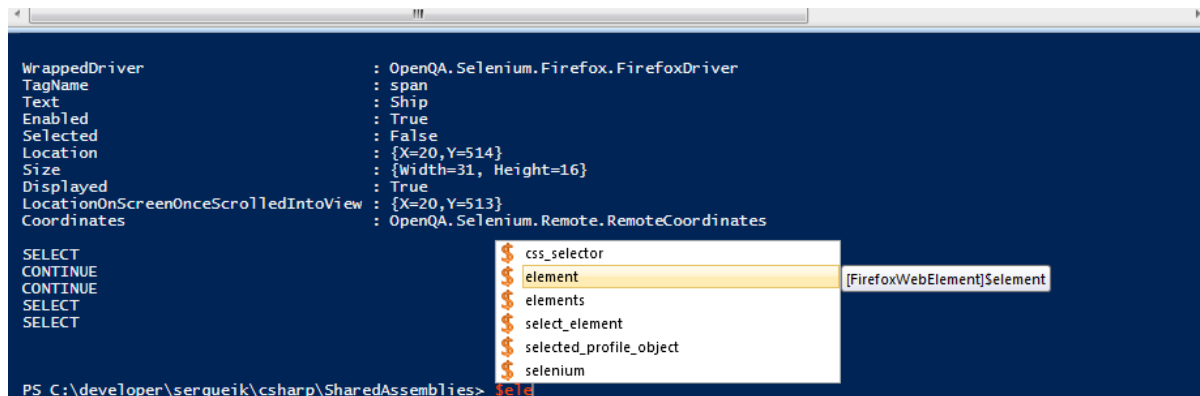 WrappedDriver : OpenQA.Selenium.Firefox.FirefoxDriver
TagName : span
Text : Ship
Enabled : True
Selected : False
Location : {X=20,Y=514}
Size : {Width=31, Height=16}
Displayed : True
LocationOnScreenOnceScrolledIntoView : {X=20,Y=513}
Coordinates : OpenQA.Selenium.Remote.RemoteCoordinates
SELECT
CONTINUE
CONTINUE
SELECT
SELECT
css_selector
element
[FirefoxWebElement]$element
elements
select_element
selected_profile_object
selenium
PS C:\developer\sergueik\csharp\SharedAssemblies> $ele